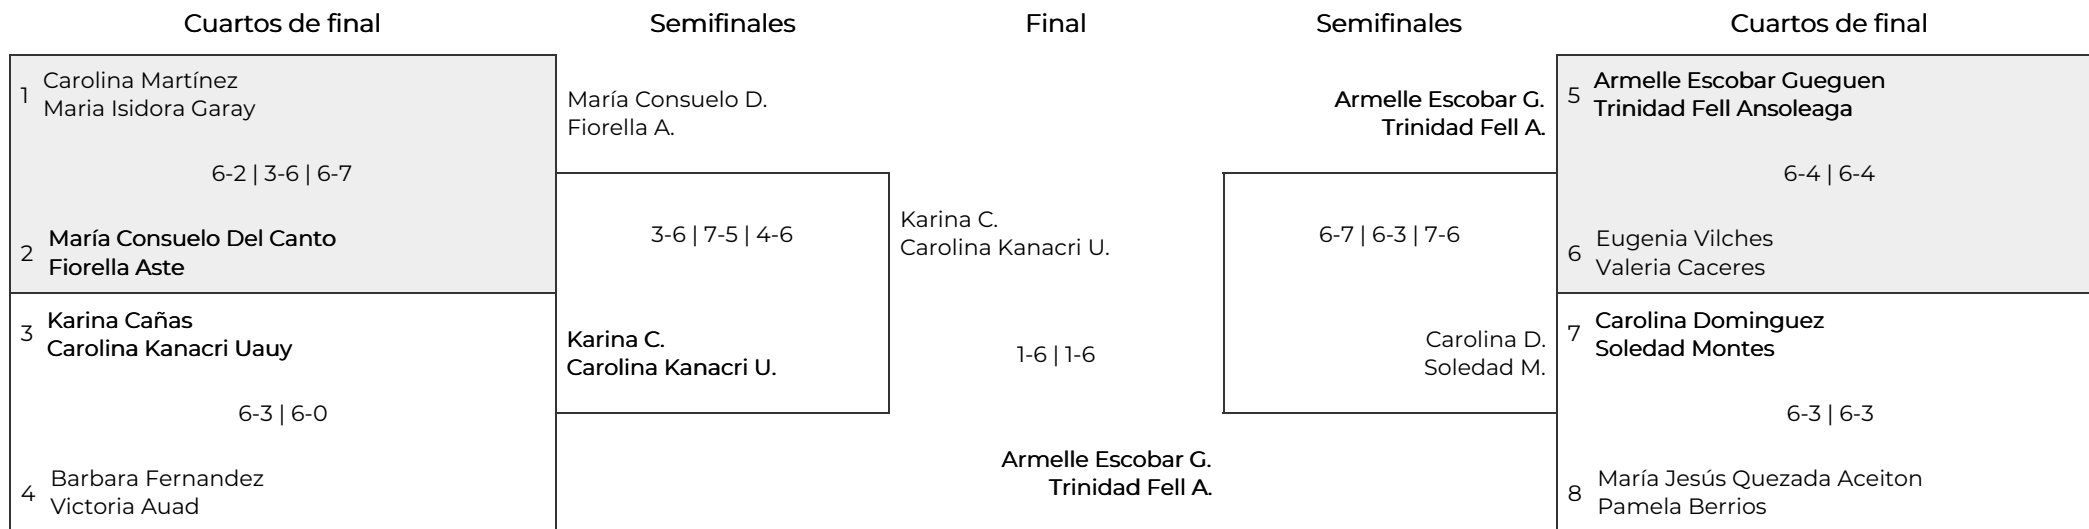 Cuartos de final
Semifinales
Final
Semifinales
Cuartos de final
1
Carolina Martínez
Maria Isidora Garay
6-2 | 3-6 | 6-7
2
María Consuelo Del Canto
Fiorella Aste
3
Karina Cañas
Carolina Kanacri Uauy
6-3 | 6-0
4
Barbara Fernandez
Victoria Auad
María Consuelo D.
Fiorella A.
3-6 | 7-5 | 4-6
Karina C.
Carolina Kanacri U.
Karina C.
Carolina Kanacri U.
1-6 | 1-6
Armelle Escobar G.
Trinidad Fell A.
Armelle Escobar G.
Trinidad Fell A.
6-7 | 6-3 | 7-6
Carolina D.
Soledad M.
5
Armelle Escobar Gueguen
Trinidad Fell Ansoleaga
6-4 | 6-4
6
Eugenia Vilches
Valeria Caceres
7
Carolina Dominguez
Soledad Montes
6-3 | 6-3
8
María Jesús Quezada Aceiton
Pamela Berrios